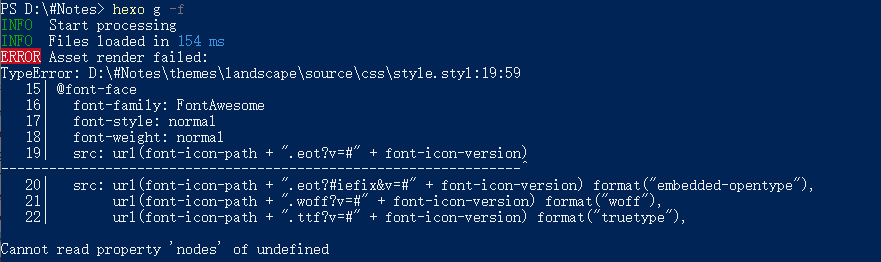 PS D:\#Notes> hexo g -f
INFO  Start processing
INFO  Files loaded in 154 ms
ERROR Asset render failed:
TypeError: D:\#Notes\themes\landscape\source\css\style.styl:19:59
   15| @font-face
   16|   font-family: FontAwesome
   17|   font-style: normal
   18|   font-weight: normal
   19|   src: url(font-icon-path + ".eot?v=#" + font-icon-version)
----------------------------------------------------------------^
   20|   src: url(font-icon-path + ".eot?#iefix&v=#" + font-icon-version) format("embedded-opentype"),
   21|        url(font-icon-path + ".woff?v=#" + font-icon-version) format("woff"),
   22|        url(font-icon-path + ".ttf?v=#" + font-icon-version) format("truetype"),
Cannot read property 'nodes' of undefined